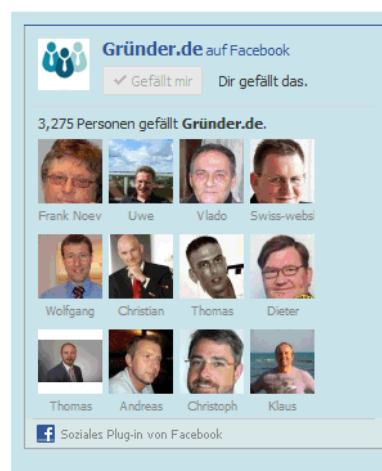 Gründer.de auf Facebook
Gefällt mir
Dir gefällt das.
3,275 Personen gefällt Gründer.de.
Frank Noev Uwe Vlado Swiss-websi
Wolfgang Christian Thomas Dieter
Thomas Andreas Christoph Klaus
Soziales Plug-in von Facebook